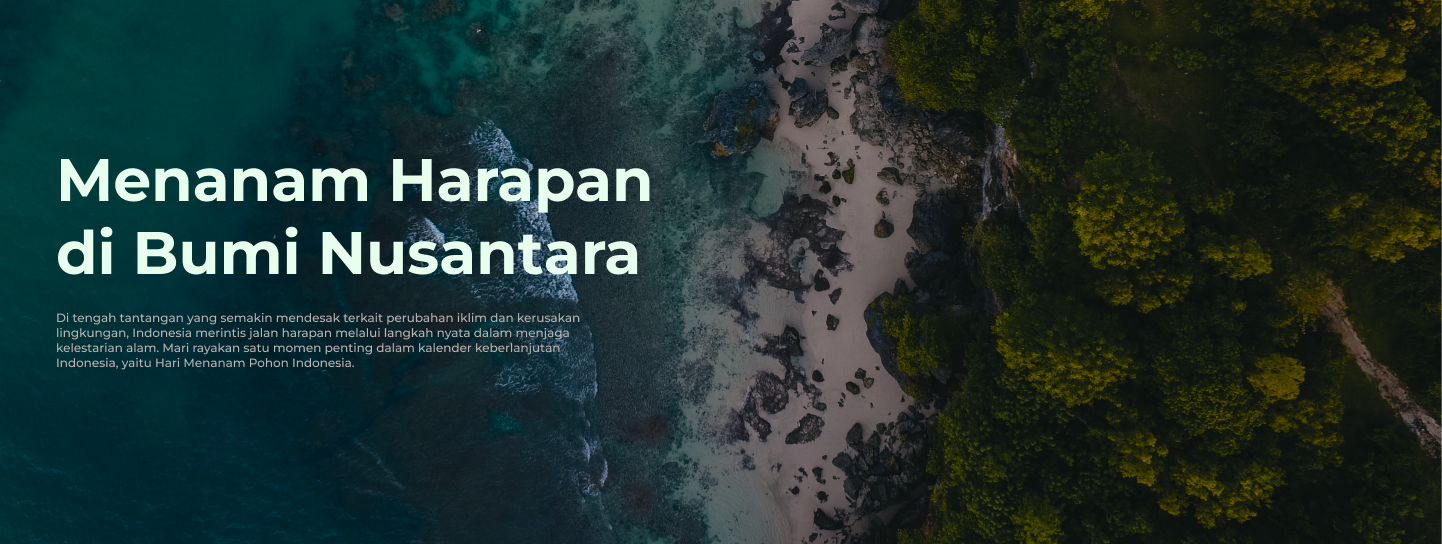 Menanam Harapan
di Bumi Nusantara
Di tengah tantangan yang semakin mendesak terkait perubahan iklim dan kerusakan
lingkungan, Indonesia merintis jalan harapan melalui langkah nyata dalam menjaga
kelestarian alam. Mari rayakan satu momen penting dalam kalender keberlanjutan
Indonesia, yaitu Hari Menanam Pohon Indonesia.